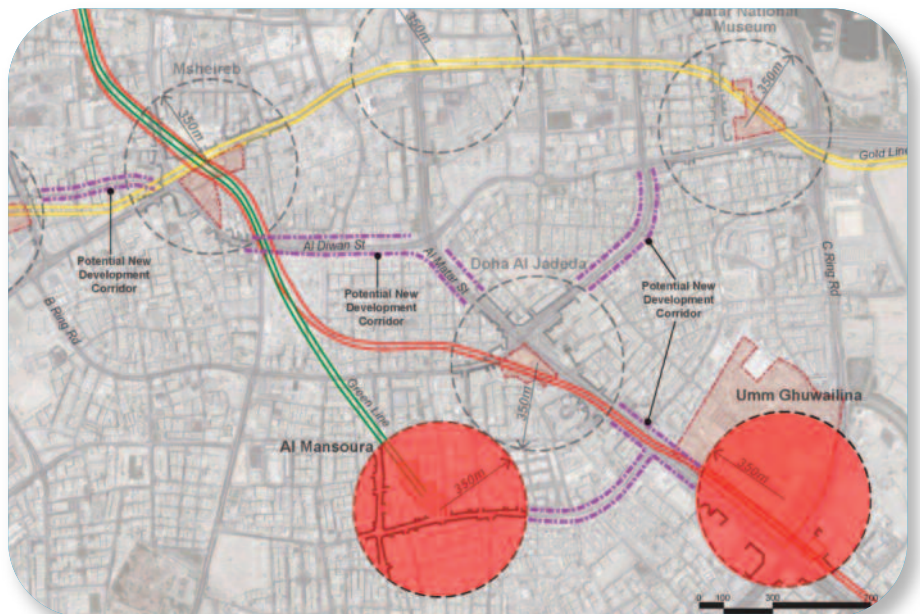 Qatar National
Museum
350m
350m
Msheireb
350m
Gold Line
Al Diwan St
Al Matar St
Doha Al Jadeda
C Ring Rd
Potential New
Development
Corridor
Potential New
Development
Corridor
Potential New
Development
Corridor
B Ring Rd
Green Line
350m
Umm Ghuwailina
Al Mansoura
350m
350m
0 100 200